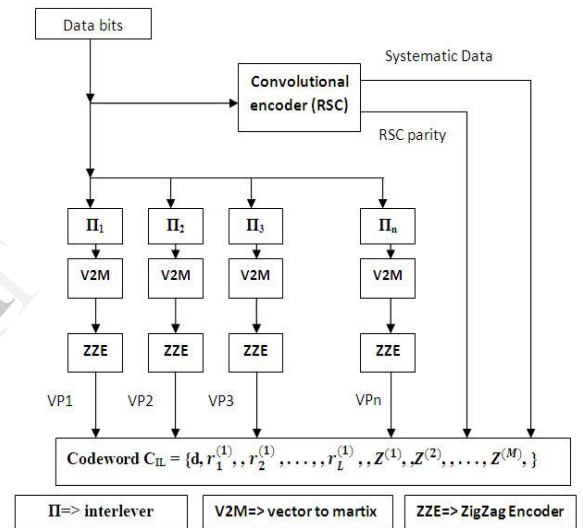 Data bits
Systematic Data
Convolutional
encoder (RSC)
RSC parity
Π₁ Π₂ Π₃ Πₙ
V2M V2M V2M V2M
ZZE ZZE ZZE ZZE
VP1 VP2 VP3 VPn
Codeword C_IL = {d, r₁⁽¹⁾, , r₂⁽¹⁾, . . . . , , r_L⁽¹⁾, , Z⁽¹⁾, , Z⁽²⁾, , . . . , Z⁽ᴹ⁾, }
Π=> interlever
V2M=> vector to martix
ZZE=> ZigZag Encoder